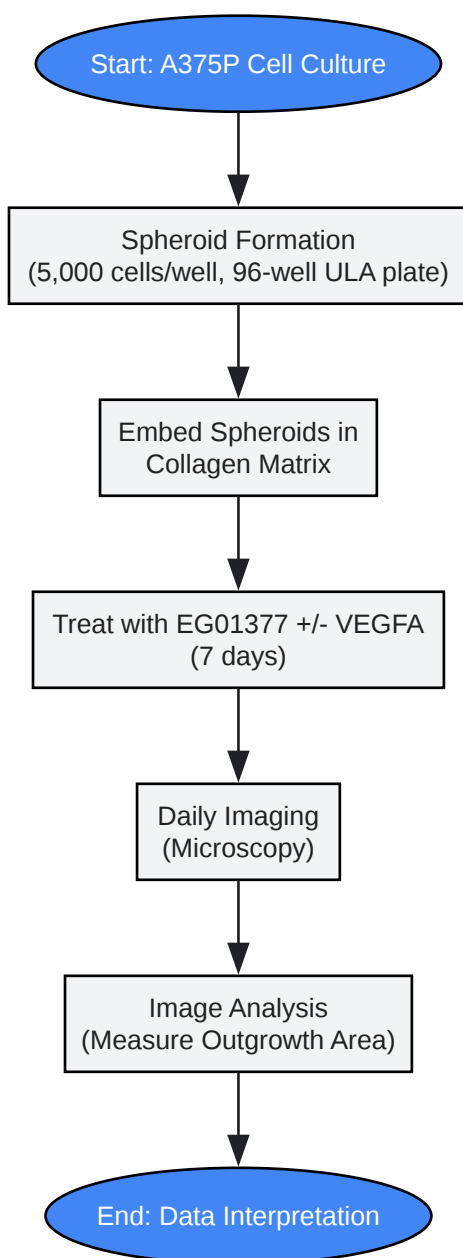 Start: A375P Cell Culture
Spheroid Formation
(5,000 cells/well, 96-well ULA plate)
Embed Spheroids in
Collagen Matrix
Treat with EG01377 +/- VEGFA
(7 days)
Daily Imaging
(Microscopy)
Image Analysis
(Measure Outgrowth Area)
End: Data Interpretation